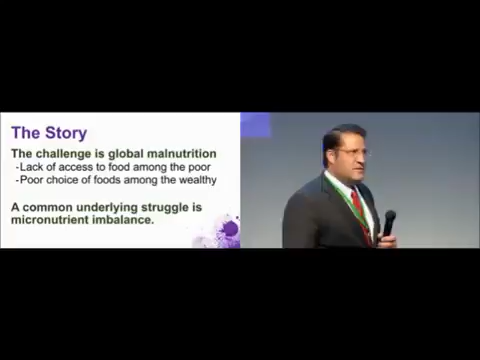 The Story
The challenge is global malnutrition
-Lack of access to food among the poor
-Poor choice of foods among the wealthy
A common underlying struggle is
micronutrient imbalance.